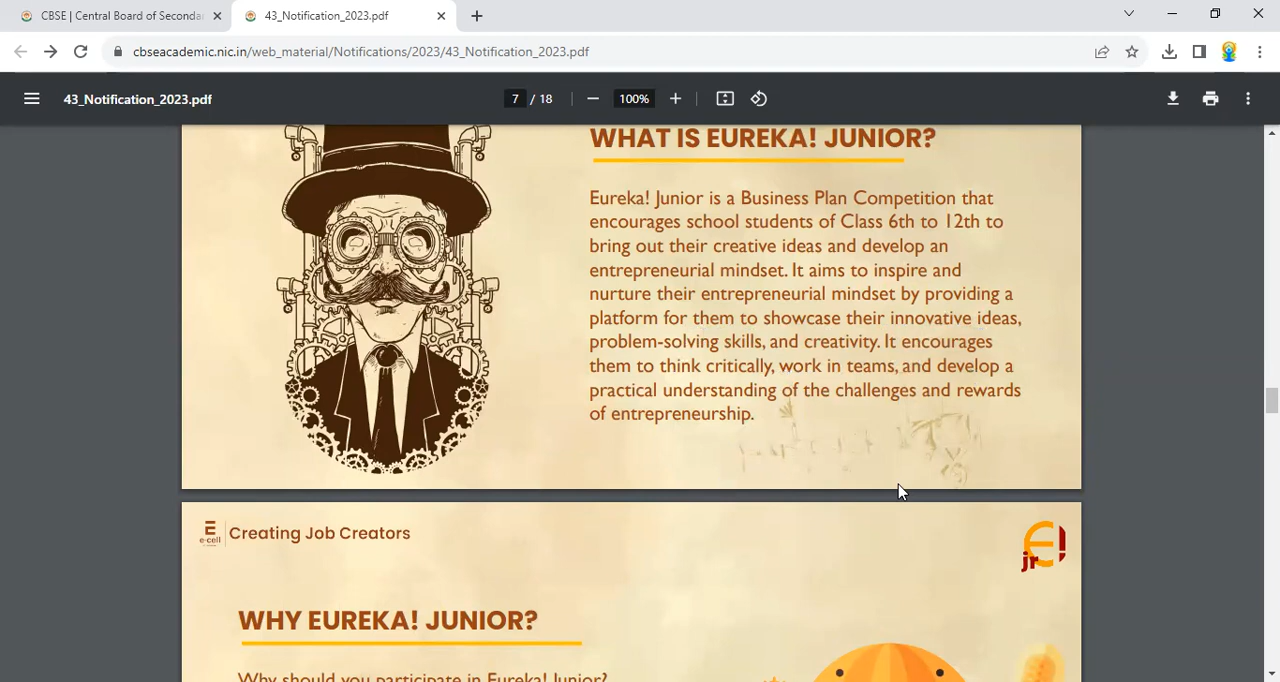 CBSE | Central Board of Seconda
43_Notification_2023.pdf
cbseacademic.nic.in/web_material/Notifications/2023/43_Notification_2023.pdf
43_Notification_2023.pdf
7 / 18
100%
WHAT IS EUREKA! JUNIOR?
Eureka! Junior is a Business Plan Competition that
encourages school students of Class 6th to 12th to
bring out their creative ideas and develop an
entrepreneurial mindset. It aims to inspire and
nurture their entrepreneurial mindset by providing a
platform for them to showcase their innovative ideas,
problem-solving skills, and creativity. It encourages
them to think critically, work in teams, and develop a
practical understanding of the challenges and rewards
of entrepreneurship.
E
e-cell
Creating Job Creators
E!
jr
WHY EUREKA! JUNIOR?
Why should you participate in Eureka! Junior?